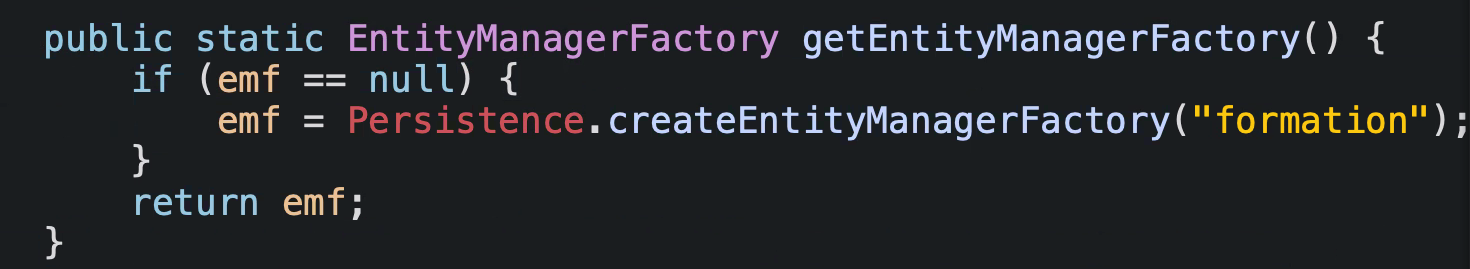 public static EntityManagerFactory getEntityManagerFactory() {
    if (emf == null) {
        emf = Persistence.createEntityManagerFactory("formation");
    }
    return emf;
}